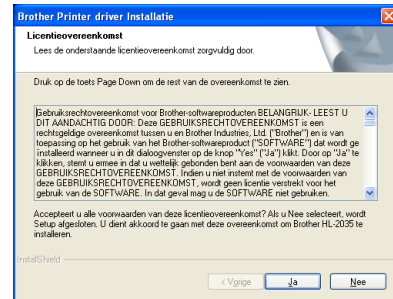 Brother Printer driver Installatie
Licentieovereenkomst
Lees de onderstaande licentieovereenkomst zorgvuldig door.
Druk op de toets Page Down om de rest van de overeenkomst te zien.
Gebruiksrechtovereenkomst voor Brother-softwareproducten BELANGRIJK- LEEST U
DIT AANDACHTIG DOOR: Deze GEBRUIKSRECHTOVEREENKOMST is een
rechtsgeldige overeenkomst tussen u en Brother Industries, Ltd. ("Brother") en is van
toepassing op het gebruik van het Brother-softwareproduct ("SOFTWARE") dat wordt ge
installeerd wanneer u in dit dialoogvenster op de knop "Yes" ("Ja") klikt. Door op "Ja" te
klikken, stemt u ermee in dat u wettelijk gebonden bent aan de voorwaarden van deze
GEBRUIKSRECHTOVEREENKOMST. Indien u niet instemt met de voorwaarden van
deze GEBRUIKSRECHTOVEREENKOMST, wordt geen licentie verstrekt voor het
gebruik van de SOFTWARE. In dat geval mag u de SOFTWARE niet gebruiken.
Accepteert u alle voorwaarden van deze licentieovereenkomst? Als u Nee selecteert, wordt
Setup afgesloten. U dient akkoord te gaan met deze overeenkomst om Brother HL-2035 te
installeren.
InstallShield
< Vorige Ja Nee